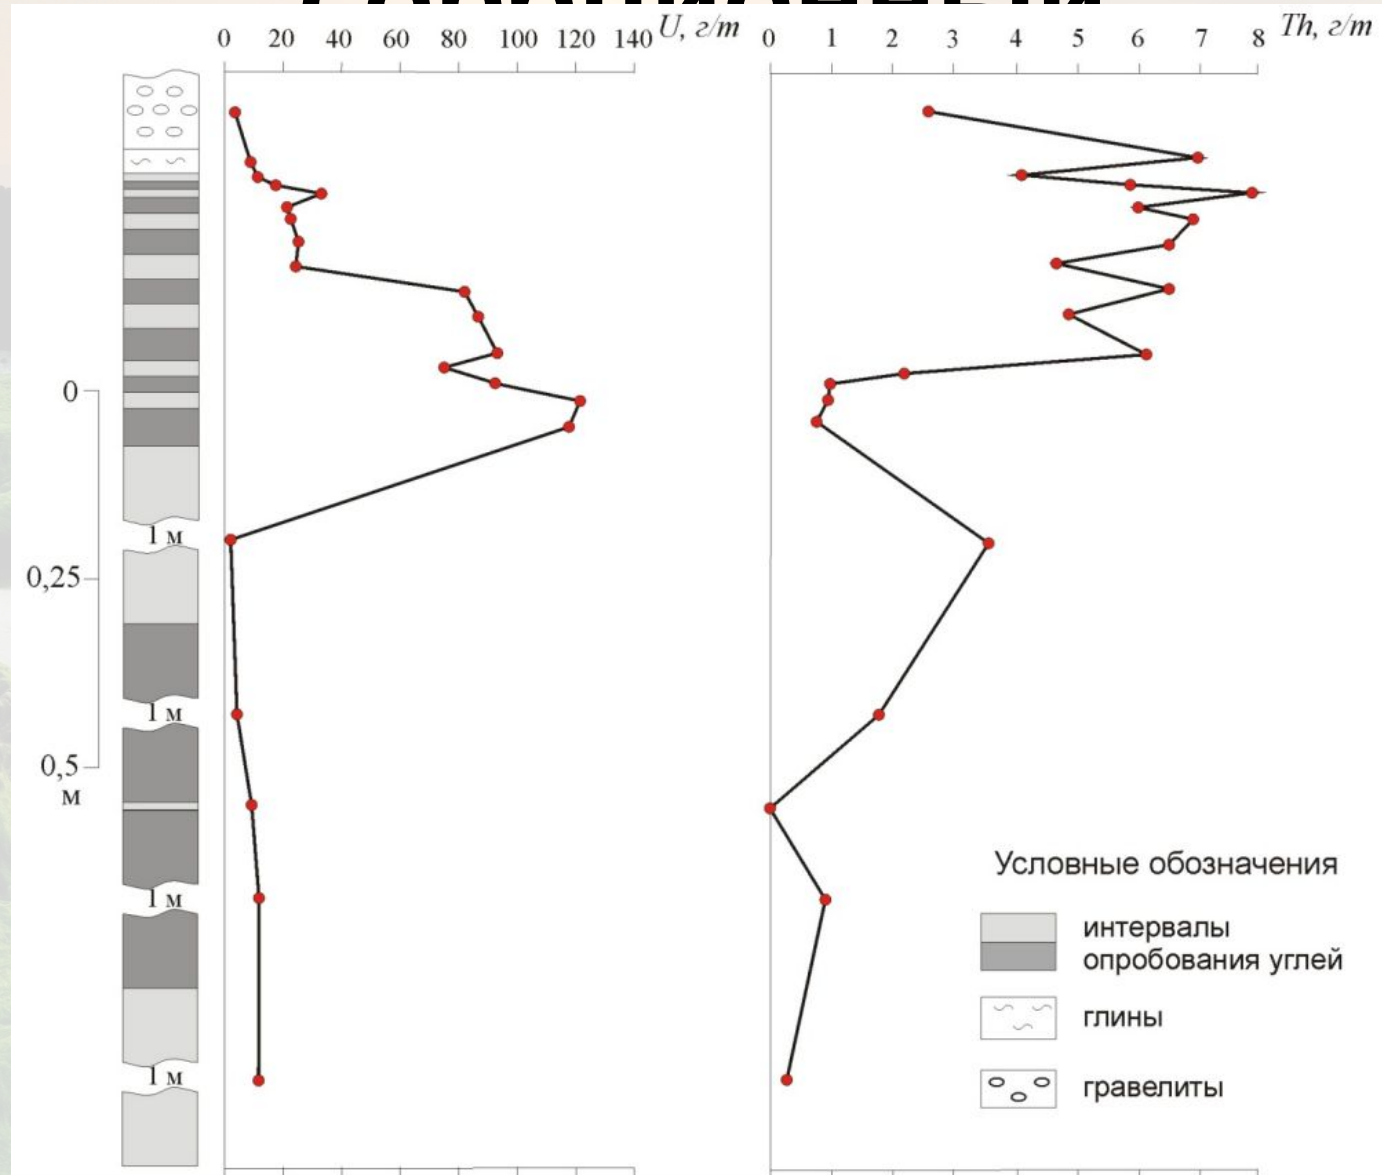 0 20 40 60 80 100 120 140 U, г/т
0 1 2 3 4 5 6 7 8 Th, г/т
0
0,25
0,5
м
1 м
1 м
1 м
1 м
Условные обозначения
интервалы
опробования углей
глины
гравелиты